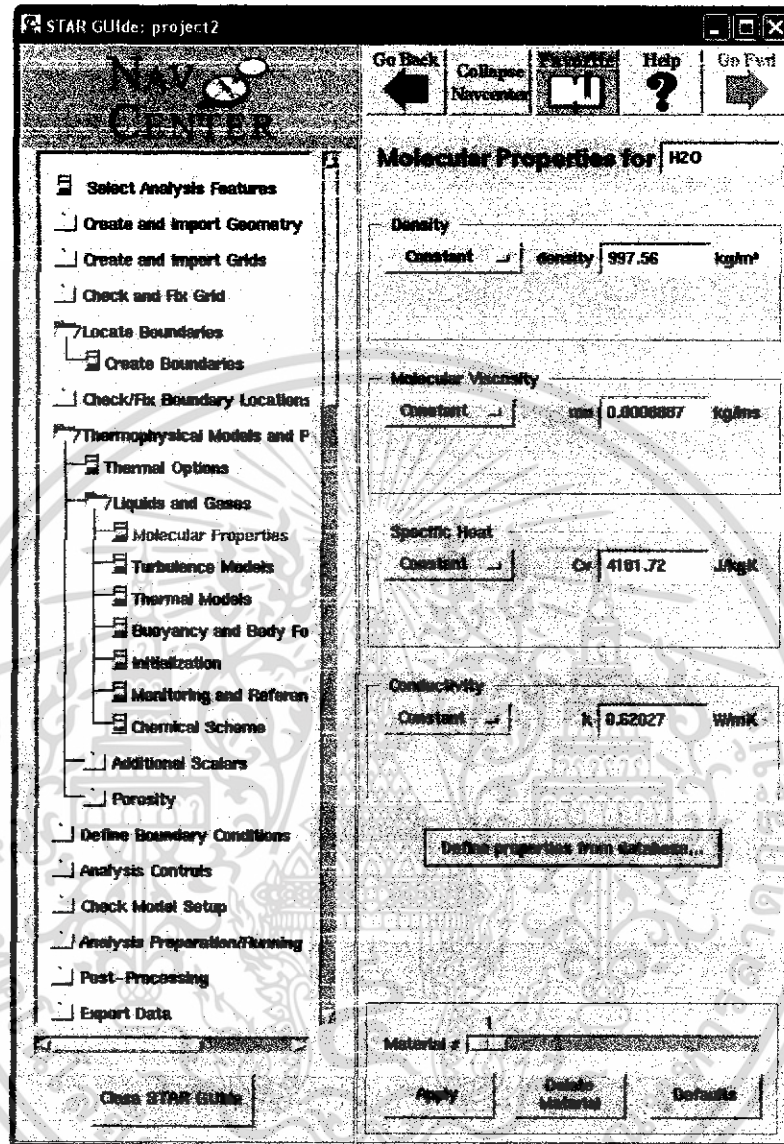 STAR GUIde: project2
NAV CENTER
Go Back
Collapse Navcenter
Favorite
Help
Go Fwd
Select Analysis Features
Create and Import Geometry
Create and Import Grids
Check and Fix Grid
Locate Boundaries
Create Boundaries
Check/Fix Boundary Locations
Thermophysical Models and P
Thermal Options
Liquids and Gases
Molecular Properties
Turbulence Models
Thermal Models
Buoyancy and Body Fo
Initialization
Monitoring and Referen
Chemical Scheme
Additional Scalars
Porosity
Define Boundary Conditions
Analysis Controls
Check Model Setup
Analysis Preparation/Running
Post-Processing
Export Data
Close STAR GUIde
Molecular Properties for H2O
Density
Constant density 997.56 kg/m³
Molecular Viscosity
Constant mu 0.0008887 kg/ms
Specific Heat
Constant 4181.72 J/kgK
Conductivity
Constant k 0.62027 W/mK
Define properties from database...
1
Material #
Apply
Delete Material
Defaults